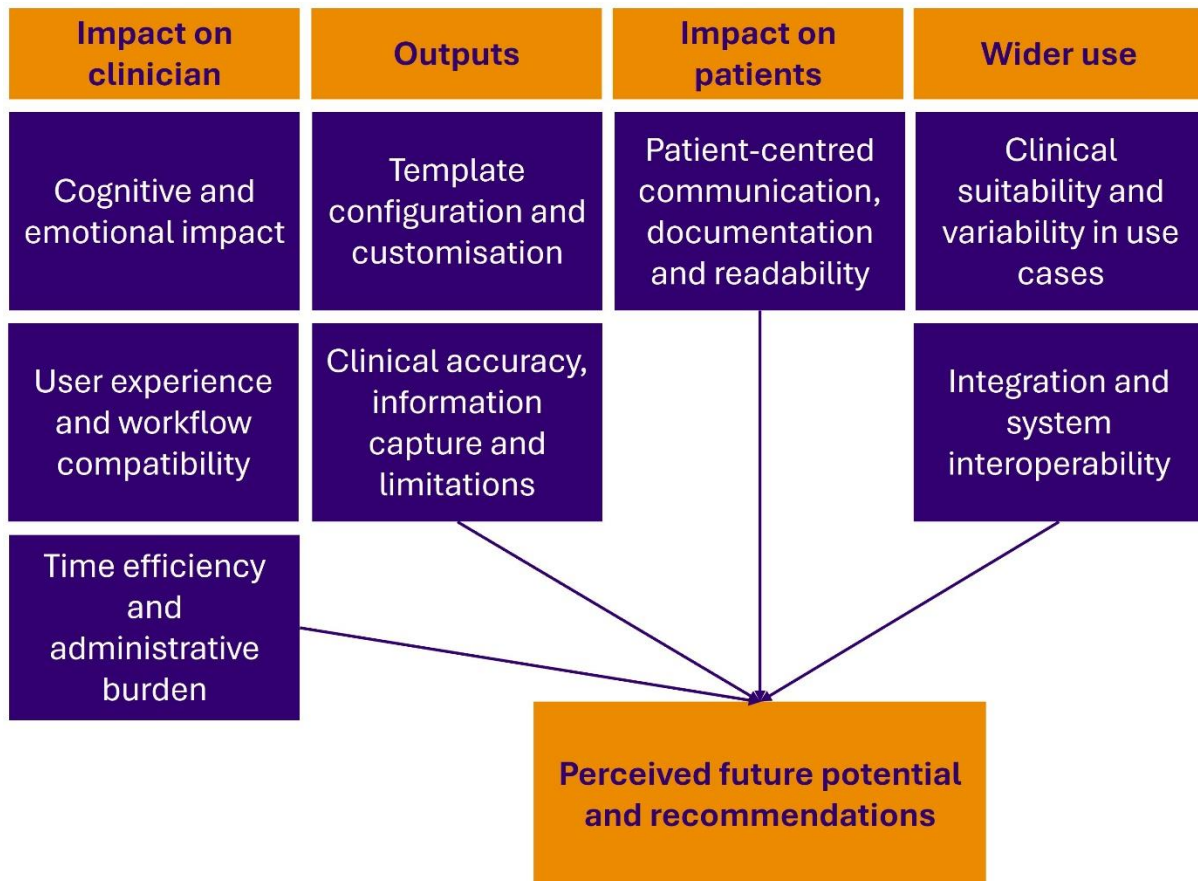 Impact on
clinician
Outputs
Impact on
patients
Wider use
Cognitive and
emotional impact
Template
configuration and
customisation
Patient-centred
communication,
documentation
and readability
Clinical
suitability and
variability in use
cases
User experience
and workflow
compatibility
Clinical accuracy,
information
capture and
limitations
Integration and
system
interoperability
Time efficiency
and
administrative
burden
Perceived future potential
and recommendations